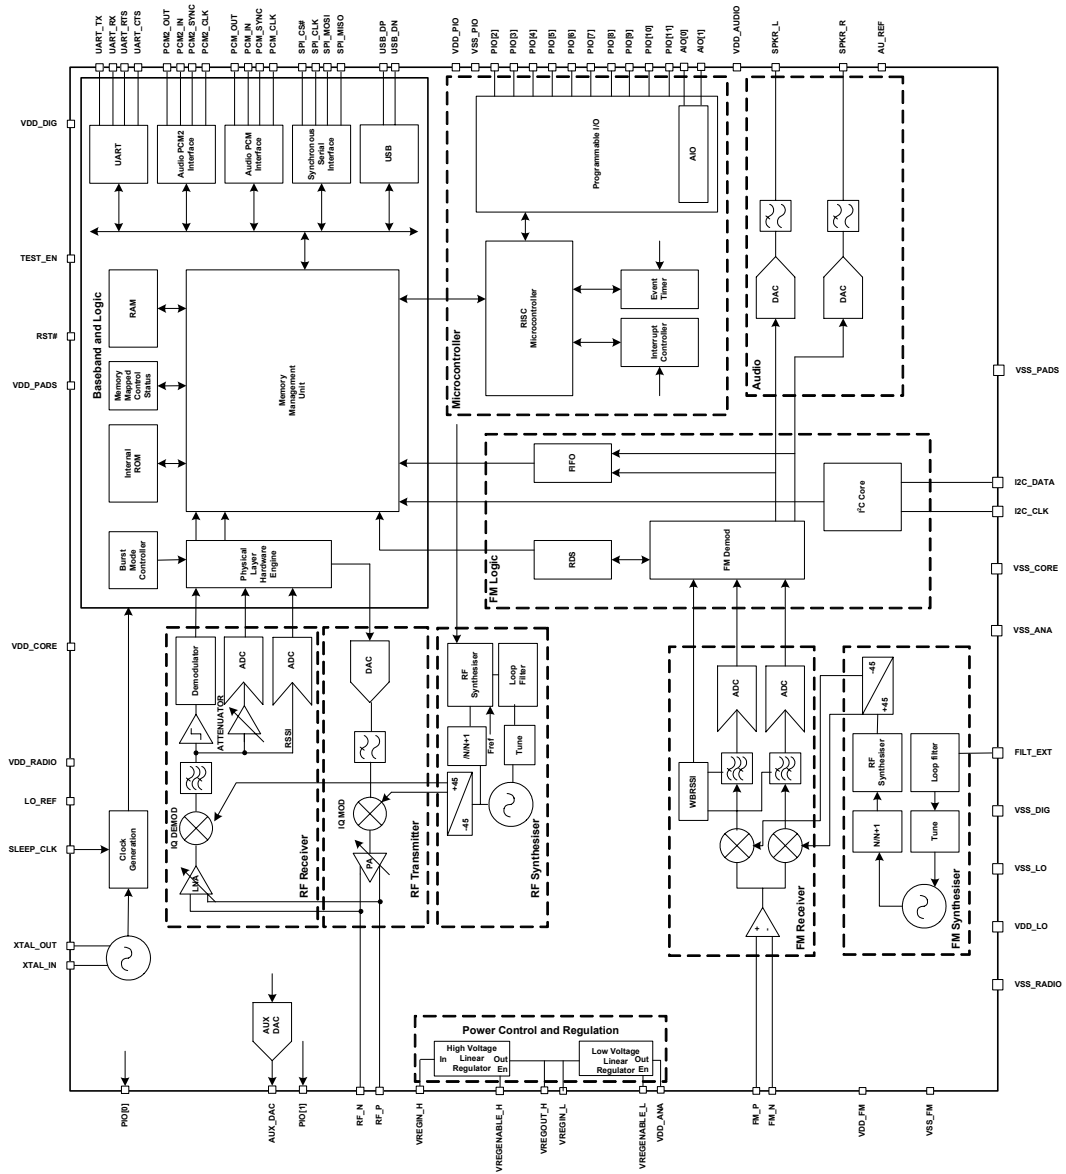 UART_TX
UART_RX
UART_RTS
UART_CTS
PCM2_OUT
PCM2_IN
PCM2_SYNC
PCM2_CLK
PCM_OUT
PCM_IN
PCM_SYNC
PCM_CLK
SPI_CS#
SPI_CLK
SPI_MOSI
SPI_MISO
USB_DP
USB_DN
VDD_PIO
VSS_PIO
PIO[2]
PIO[3]
PIO[4]
PIO[5]
PIO[6]
PIO[7]
PIO[8]
PIO[9]
PIO[10]
PIO[11]
AIO[0]
AIO[1]
VDD_AUDIO
SPKR_L
SPKR_R
AU_REF
VDD_DIG
TEST_EN
RST#
VDD_PADS
VDD_CORE
VDD_RADIO
LO_REF
SLEEP_CLK
XTAL_OUT
XTAL_IN
VSS_PADS
I2C_DATA
I2C_CLK
VSS_CORE
VSS_ANA
FILT_EXT
VSS_DIG
VSS_LO
VDD_LO
VSS_RADIO
Baseband and Logic
UART
Audio PCM2
Interface
Audio PCM
Interface
Synchronous
Serial
Interface
USB
RAM
Memory
Mapped
Control
Status
Internal
ROM
Burst
Mode
Controller
Memory
Management
Unit
Physical
Layer
Hardware
Engine
Microcontroller
Programmable I/O
AIO
RISC
Microcontroller
Event
Timer
Interrupt
Controller
Audio
DAC
DAC
FM Logic
FIFO
RDS
FM Demod
I²C Core
Clock
Generation
RF Receiver
Demodulator
ADC
ADC
ATTENUATOR
RSSI
IQ DEMOD
LNA
RF Transmitter
DAC
IQ MOD
PA
RF Synthesiser
RF
Synthesiser
Loop
Filter
/N/N+1
Fref
Tune
+45
-45
FM Receiver
ADC
ADC
WBRSSI
+
-
FM Synthesiser
-45
+45
RF
Synthesiser
Loop filter
N/N+1
Tune
AUX
DAC
Power Control and Regulation
High Voltage
In Linear Out
Regulator En
Low Voltage Out
Linear
Regulator En
PIO[0]
AUX_DAC
PIO[1]
RF_N
RF_P
VREGIN_H
VREGENABLE_H
VREGOUT_H
VREGIN_L
VREGENABLE_L
VDD_ANA
FM_P
FM_N
VDD_FM
VSS_FM